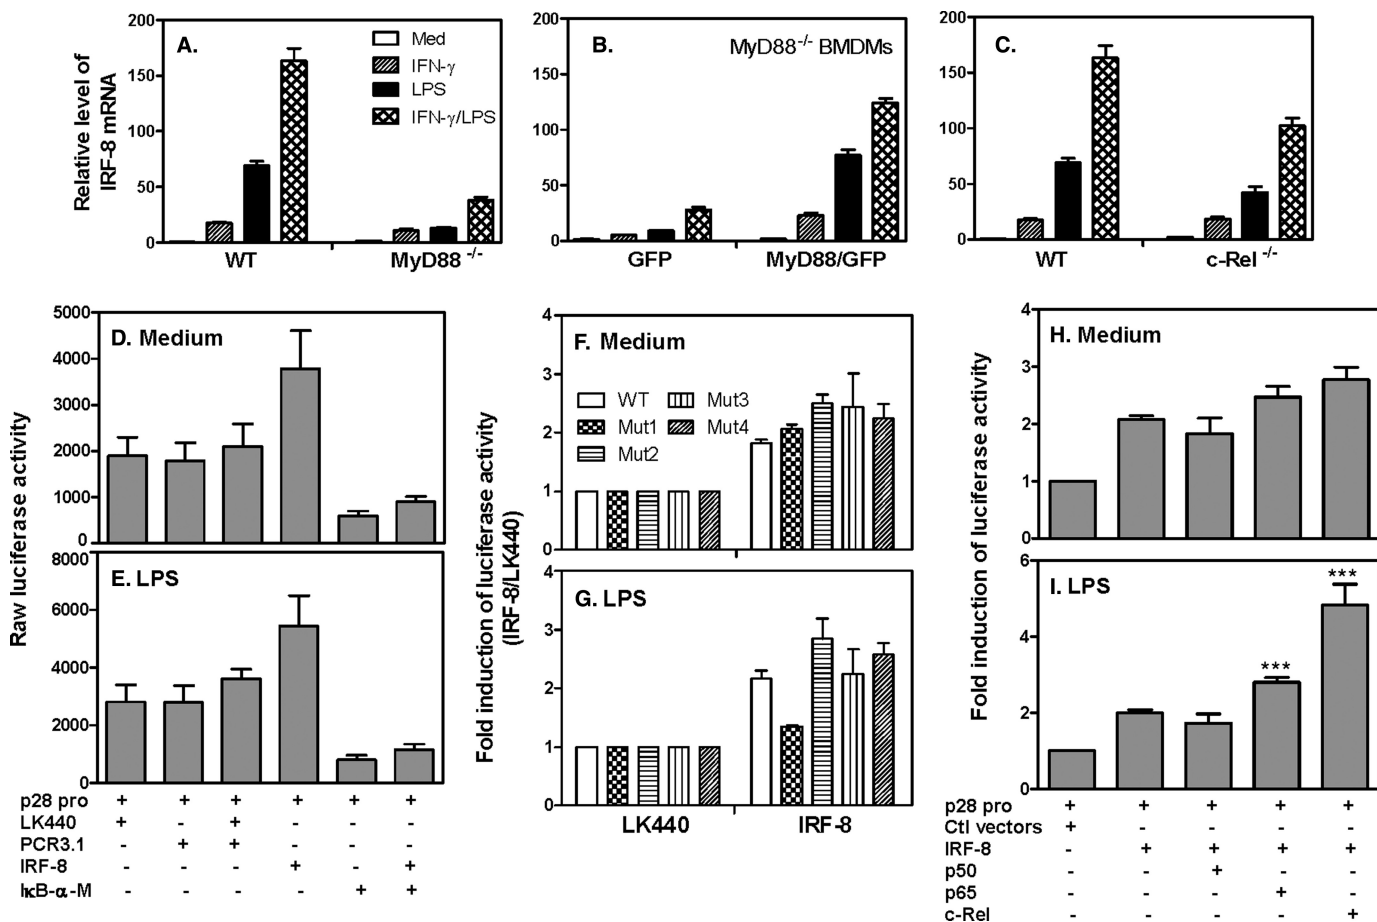 A.
Med
IFN-γ
LPS
IFN-γ/LPS
Relative level of
IRF-8 mRNA
200
150
100
50
0
WT
MyD88 -/-
B.
MyD88-/- BMDMs
200
150
100
50
0
GFP
MyD88/GFP
C.
200
150
100
50
0
WT
c-Rel -/-
D. Medium
5000
4000
3000
2000
1000
0
Raw luciferase activity
E. LPS
8000
6000
4000
2000
0
p28 pro + + + + + +
LK440 + - + - - -
PCR3.1 - + + - - -
IRF-8 - - - + - +
IκB-α-M - - - - + +
F. Medium
WT
Mut1
Mut2
Mut3
Mut4
4
3
2
1
0
Fold induction of luciferase activity
(IRF-8/LK440)
G. LPS
4
3
2
1
0
LK440
IRF-8
H. Medium
4
3
2
1
0
Fold induction of luciferase activity
I. LPS
*** ***
6
4
2
0
p28 pro + + + + +
Ctl vectors + - - - -
IRF-8 - + + + +
p50 - - + - -
p65 - - - + -
c-Rel - - - - +